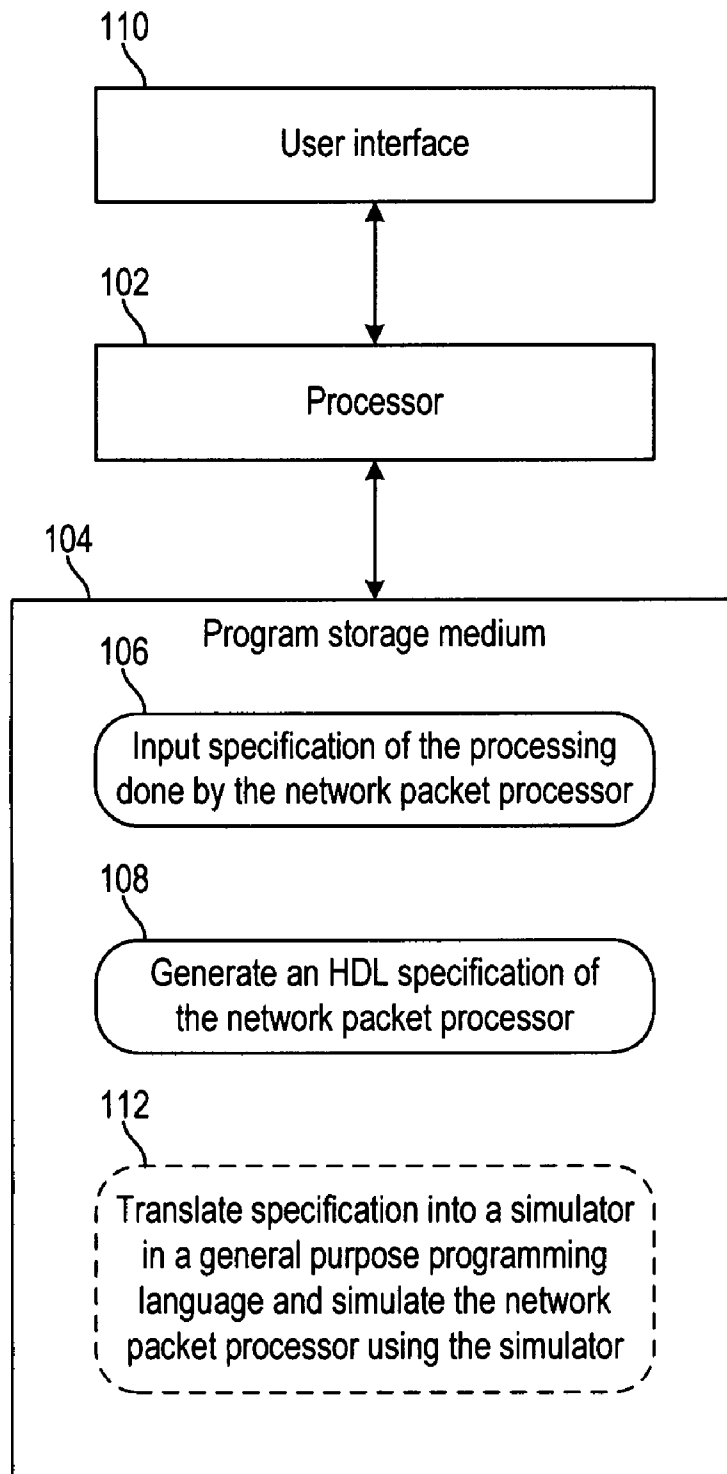 110
User interface
102
Processor
104
Program storage medium
106
Input specification of the processing
done by the network packet processor
108
Generate an HDL specification of
the network packet processor
112
Translate specification into a simulator
in a general purpose programming
language and simulate the network
packet processor using the simulator